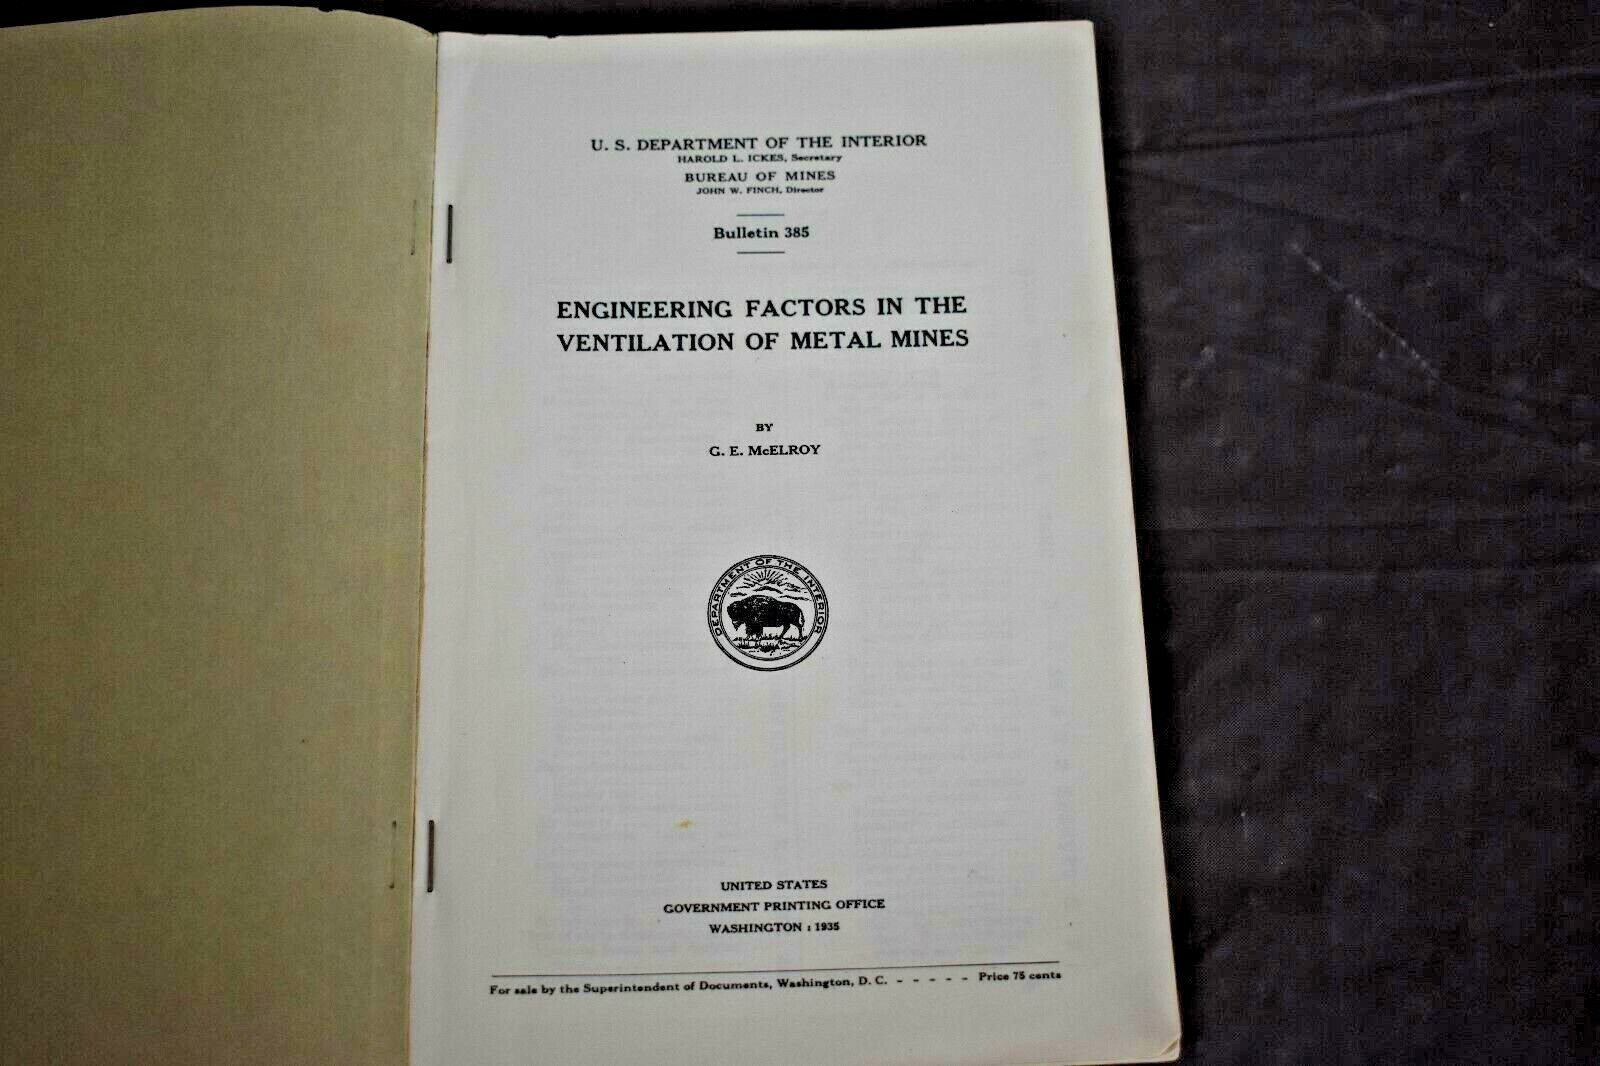 U. S. DEPARTMENT OF THE INTERIOR
HAROLD L. ICKES, Secretary
BUREAU OF MINES
JOHN W. FINCH, Director
Bulletin 385
ENGINEERING FACTORS IN THE
VENTILATION OF METAL MINES
BY
G. E. McELROY
DEPARTMENT OF THE INTERIOR
UNITED STATES
GOVERNMENT PRINTING OFFICE
WASHINGTON : 1935
For sale by the Superintendent of Documents, Washington, D. C. - - - - - Price 75 cents